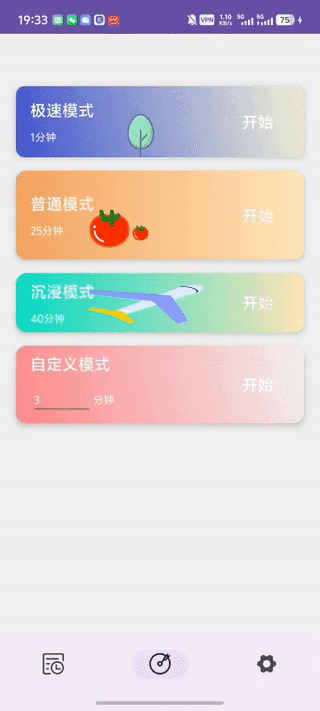 19:33 VPN 1.10 KB/s 5G 5G 75
极速模式
1分钟
开始
普通模式
25分钟
开始
沉浸模式
40分钟
开始
自定义模式
3 分钟
开始